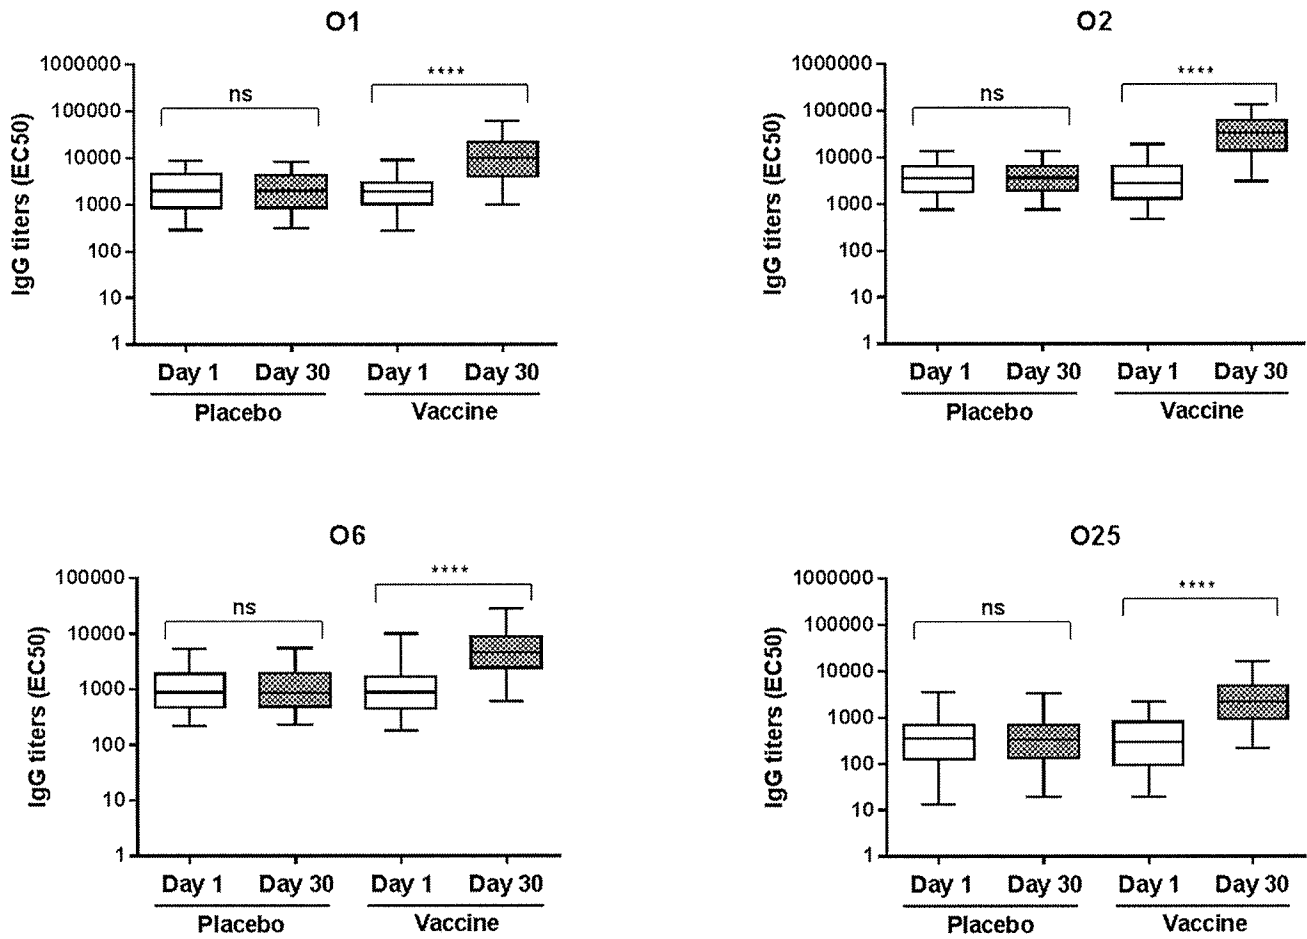 O1
IgG titers (EC50)
1000000
100000
10000
1000
100
10
1
ns
****
Day 1 Day 30 Day 1 Day 30
Placebo Vaccine
O2
IgG titers (EC50)
1000000
100000
10000
1000
100
10
1
ns
****
Day 1 Day 30 Day 1 Day 30
Placebo Vaccine
O6
IgG titers (EC50)
100000
10000
1000
100
10
1
ns
****
Day 1 Day 30 Day 1 Day 30
Placebo Vaccine
O25
IgG titers (EC50)
1000000
100000
10000
1000
100
10
1
ns
****
Day 1 Day 30 Day 1 Day 30
Placebo Vaccine